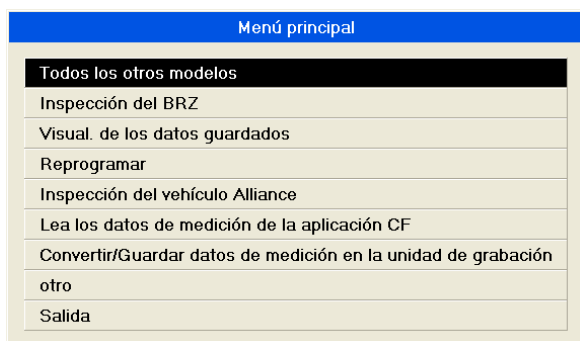 Menú principal
Todos los otros modelos
Inspección del BRZ
Visual. de los datos guardados
Reprogramar
Inspección del vehículo Alliance
Lea los datos de medición de la aplicación CF
Convertir/Guardar datos de medición en la unidad de grabación
otro
Salida